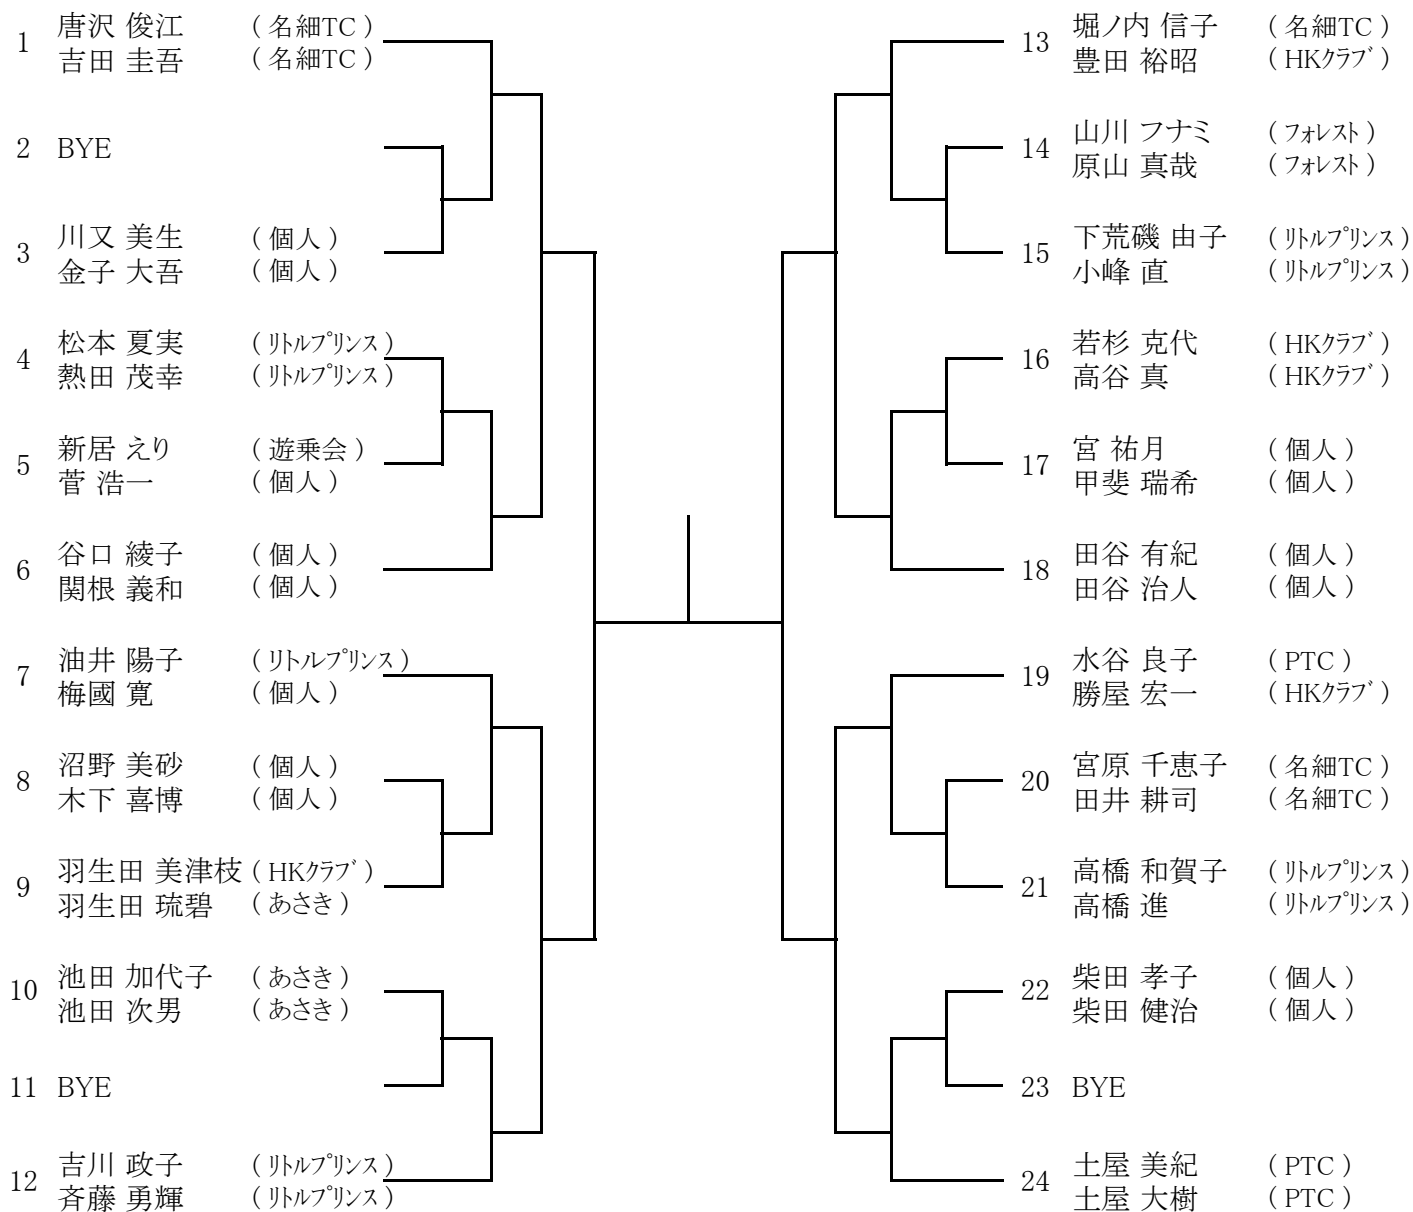 1 唐沢 俊江 ( 名細TC )
吉田 圭吾 ( 名細TC )
2 BYE
3 川又 美生 ( 個人 )
金子 大吾 ( 個人 )
4 松本 夏実 ( ﾘﾄﾙﾌﾟﾘﾝｽ )
熱田 茂幸 ( ﾘﾄﾙﾌﾟﾘﾝｽ )
5 新居 えり ( 遊乗会 )
菅 浩一 ( 個人 )
6 谷口 綾子 ( 個人 )
関根 義和 ( 個人 )
7 油井 陽子 ( ﾘﾄﾙﾌﾟﾘﾝｽ )
梅國 寛 ( 個人 )
8 沼野 美砂 ( 個人 )
木下 喜博 ( 個人 )
9 羽生田 美津枝 ( HKｸﾗﾌﾞ )
羽生田 琉碧 ( あさき )
10 池田 加代子 ( あさき )
池田 次男 ( あさき )
11 BYE
12 吉川 政子 ( ﾘﾄﾙﾌﾟﾘﾝｽ )
斉藤 勇輝 ( ﾘﾄﾙﾌﾟﾘﾝｽ )
13 堀ノ内 信子 ( 名細TC )
豊田 裕昭 ( HKｸﾗﾌﾞ )
14 山川 フナミ ( ﾌｫﾚｽﾄ )
原山 真哉 ( ﾌｫﾚｽﾄ )
15 下荒磯 由子 ( ﾘﾄﾙﾌﾟﾘﾝｽ )
小峰 直 ( ﾘﾄﾙﾌﾟﾘﾝｽ )
16 若杉 克代 ( HKｸﾗﾌﾞ )
高谷 真 ( HKｸﾗﾌﾞ )
17 宮 祐月 ( 個人 )
甲斐 瑞希 ( 個人 )
18 田谷 有紀 ( 個人 )
田谷 治人 ( 個人 )
19 水谷 良子 ( PTC )
勝屋 宏一 ( HKｸﾗﾌﾞ )
20 宮原 千恵子 ( 名細TC )
田井 耕司 ( 名細TC )
21 高橋 和賀子 ( ﾘﾄﾙﾌﾟﾘﾝｽ )
高橋 進 ( ﾘﾄﾙﾌﾟﾘﾝｽ )
22 柴田 孝子 ( 個人 )
柴田 健治 ( 個人 )
23 BYE
24 土屋 美紀 ( PTC )
土屋 大樹 ( PTC )